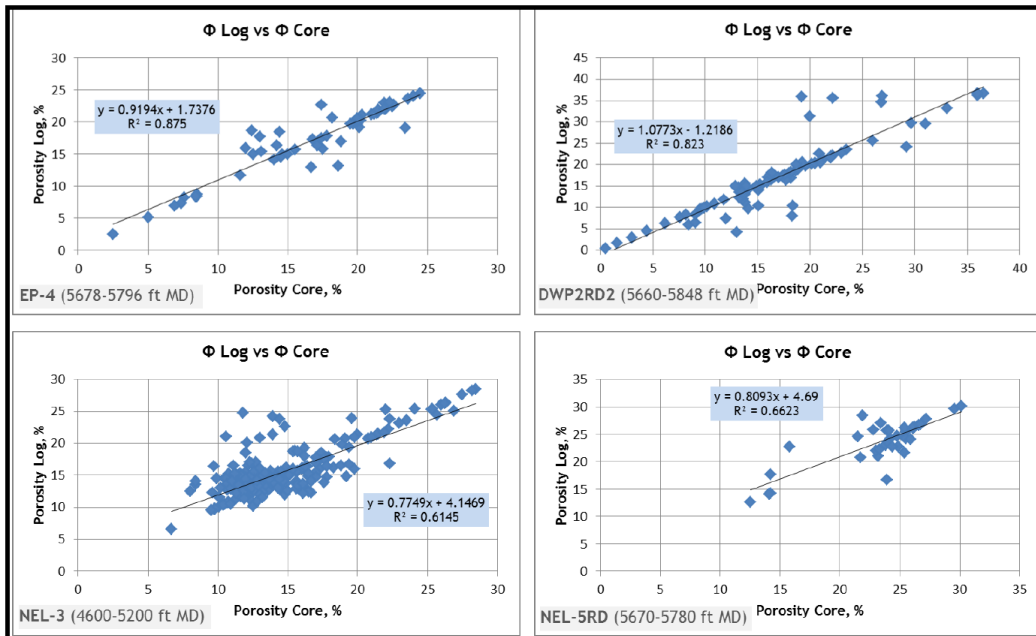 Φ Log vs Φ Core
Porosity Log, %
30
25
20
15
10
5
0
y = 0.9194x + 1.7376
R² = 0.875
0 5 10 15 20 25 30
Porosity Core, %
EP-4 (5678-5796 ft MD)
Φ Log vs Φ Core
Porosity Log, %
45
40
35
30
25
20
15
10
5
0
y = 1.0773x - 1.2186
R² = 0.823
0 5 10 15 20 25 30 35 40
Porosity Core, %
DWP2RD2 (5660-5848 ft MD)
Φ Log vs Φ Core
Porosity Log, %
30
25
20
15
10
5
0
y = 0.7749x + 4.1469
R² = 0.6145
0 5 10 15 20 25 30
Porosity Core, %
NEL-3 (4600-5200 ft MD)
Φ Log vs Φ Core
Porosity Log, %
35
30
25
20
15
10
5
0
y = 0.8093x + 4.69
R² = 0.6623
0 5 10 15 20 25 30 35
Porosity Core, %
NEL-5RD (5670-5780 ft MD)